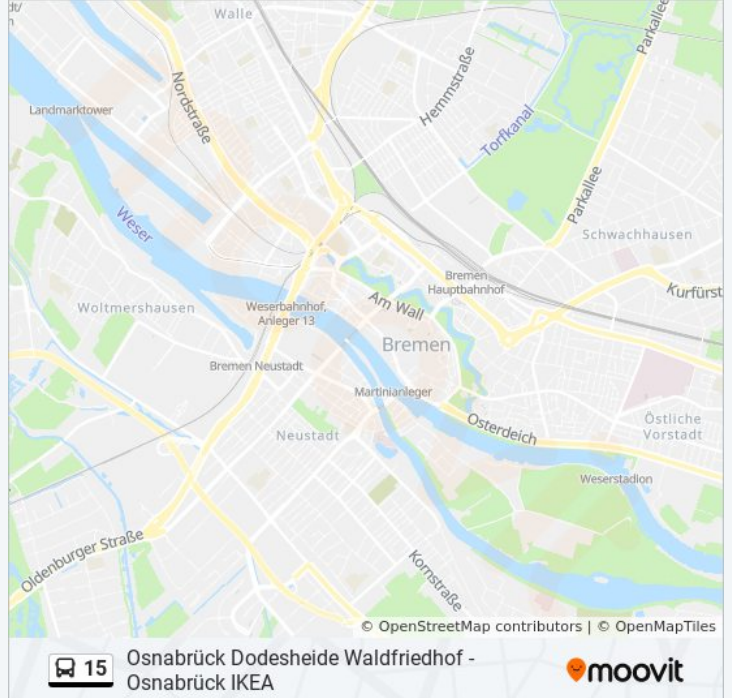 dt/
Walle
Parkallee
Hemmstraße
Nordstraße
Landmarktower
Torfkanal
Parkallee
Weser
Schwachhausen
Bremen
Hauptbahnhof
Kurfürst
Woltmershausen
Weserbahnhof,
Anleger 13
Am Wall
Bremen
Bremen Neustadt
Martinianleger
Neustadt
Osterdeich
Östliche
Vorstadt
Weserstadion
Oldenburger Straße
Kornstraße
© OpenStreetMap contributors | © OpenMapTiles
15
Osnabrück Dodesheide Waldfriedhof -
Osnabrück IKEA
moovit